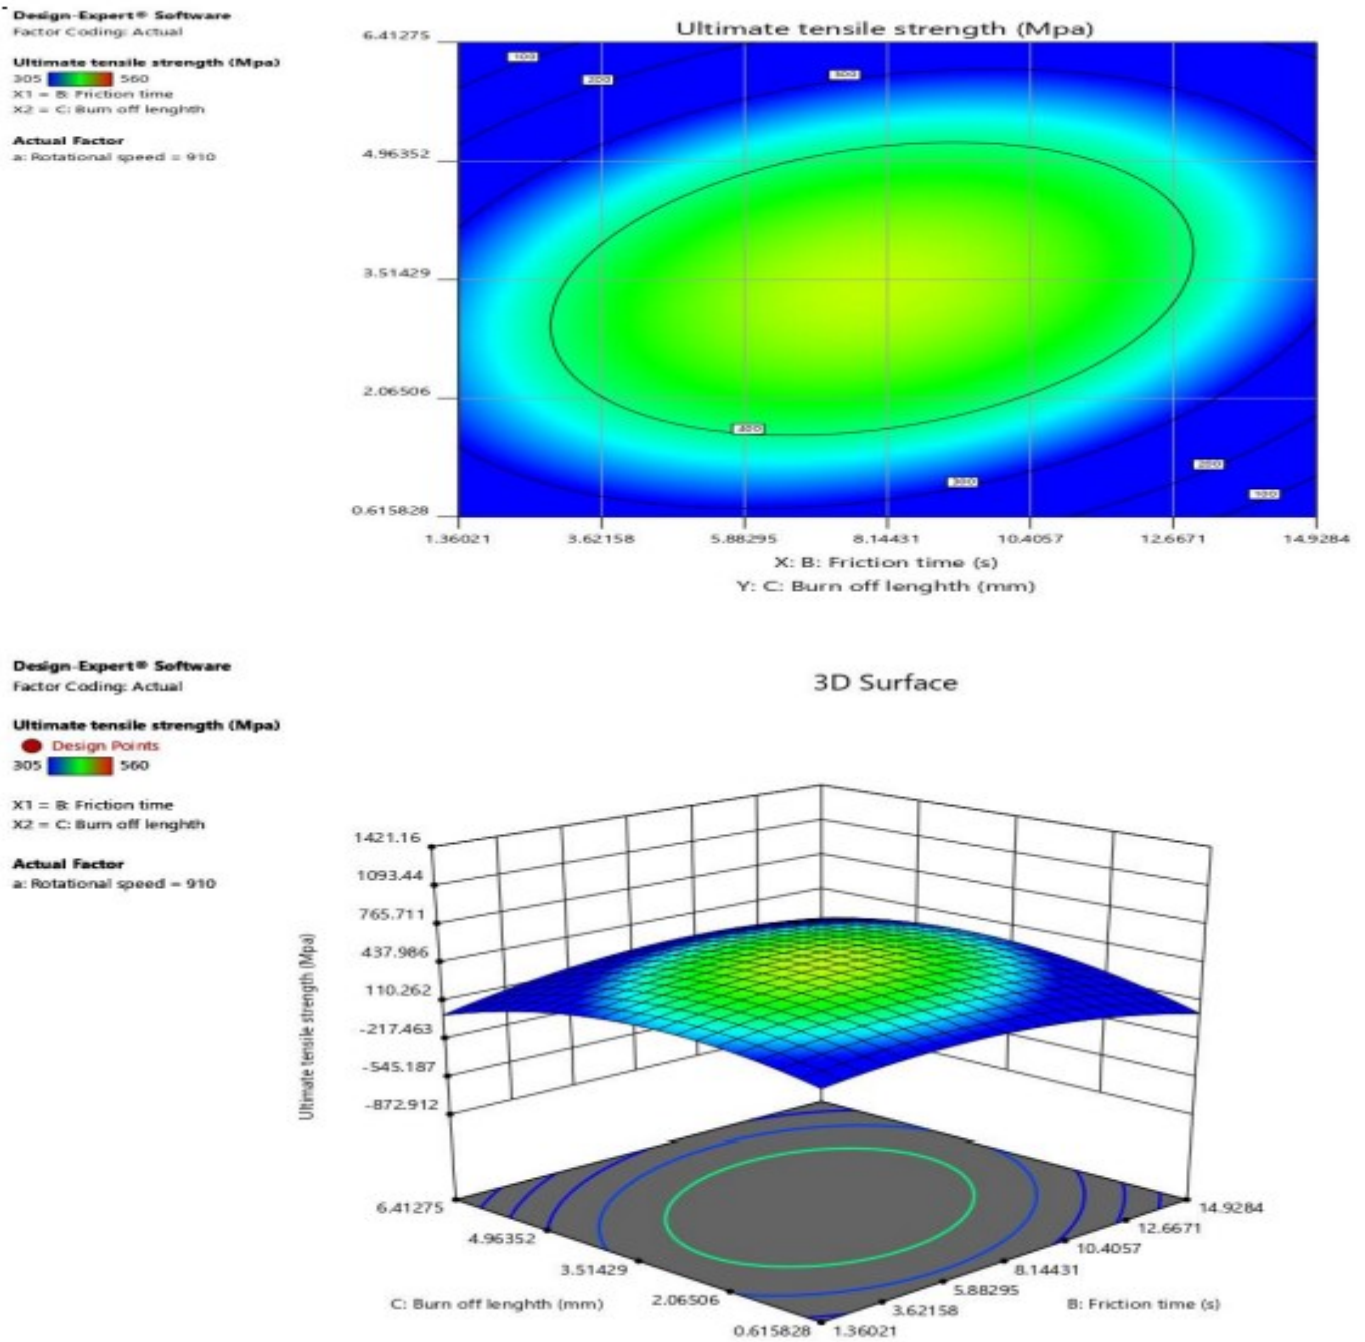 Design-Expert® Software
Factor Coding: Actual
Ultimate tensile strength (Mpa)
305 560
X1 = B: Friction time
X2 = C: Burn off lenghth
Actual Factor
a: Rotational speed = 910
Ultimate tensile strength (Mpa)
6.41275
4.96352
3.51429
2.06506
0.615828
100
200
300
400
300
200
100
1.36021 3.62158 5.88295 8.14431 10.4057 12.6671 14.9284
X: B: Friction time (s)
Y: C: Burn off lenghth (mm)
Design-Expert® Software
Factor Coding: Actual
Ultimate tensile strength (Mpa)
Design Points
305 560
X1 = B: Friction time
X2 = C: Burn off lenghth
Actual Factor
a: Rotational speed = 910
3D Surface
1421.16
1093.44
765.711
437.986
110.262
-217.463
-545.187
-872.912
Ultimate tensile strength (Mpa)
6.41275
4.96352
3.51429
2.06506
0.615828
C: Burn off lenghth (mm)
14.9284
12.6671
10.4057
8.14431
5.88295
3.62158
1.36021
B: Friction time (s)